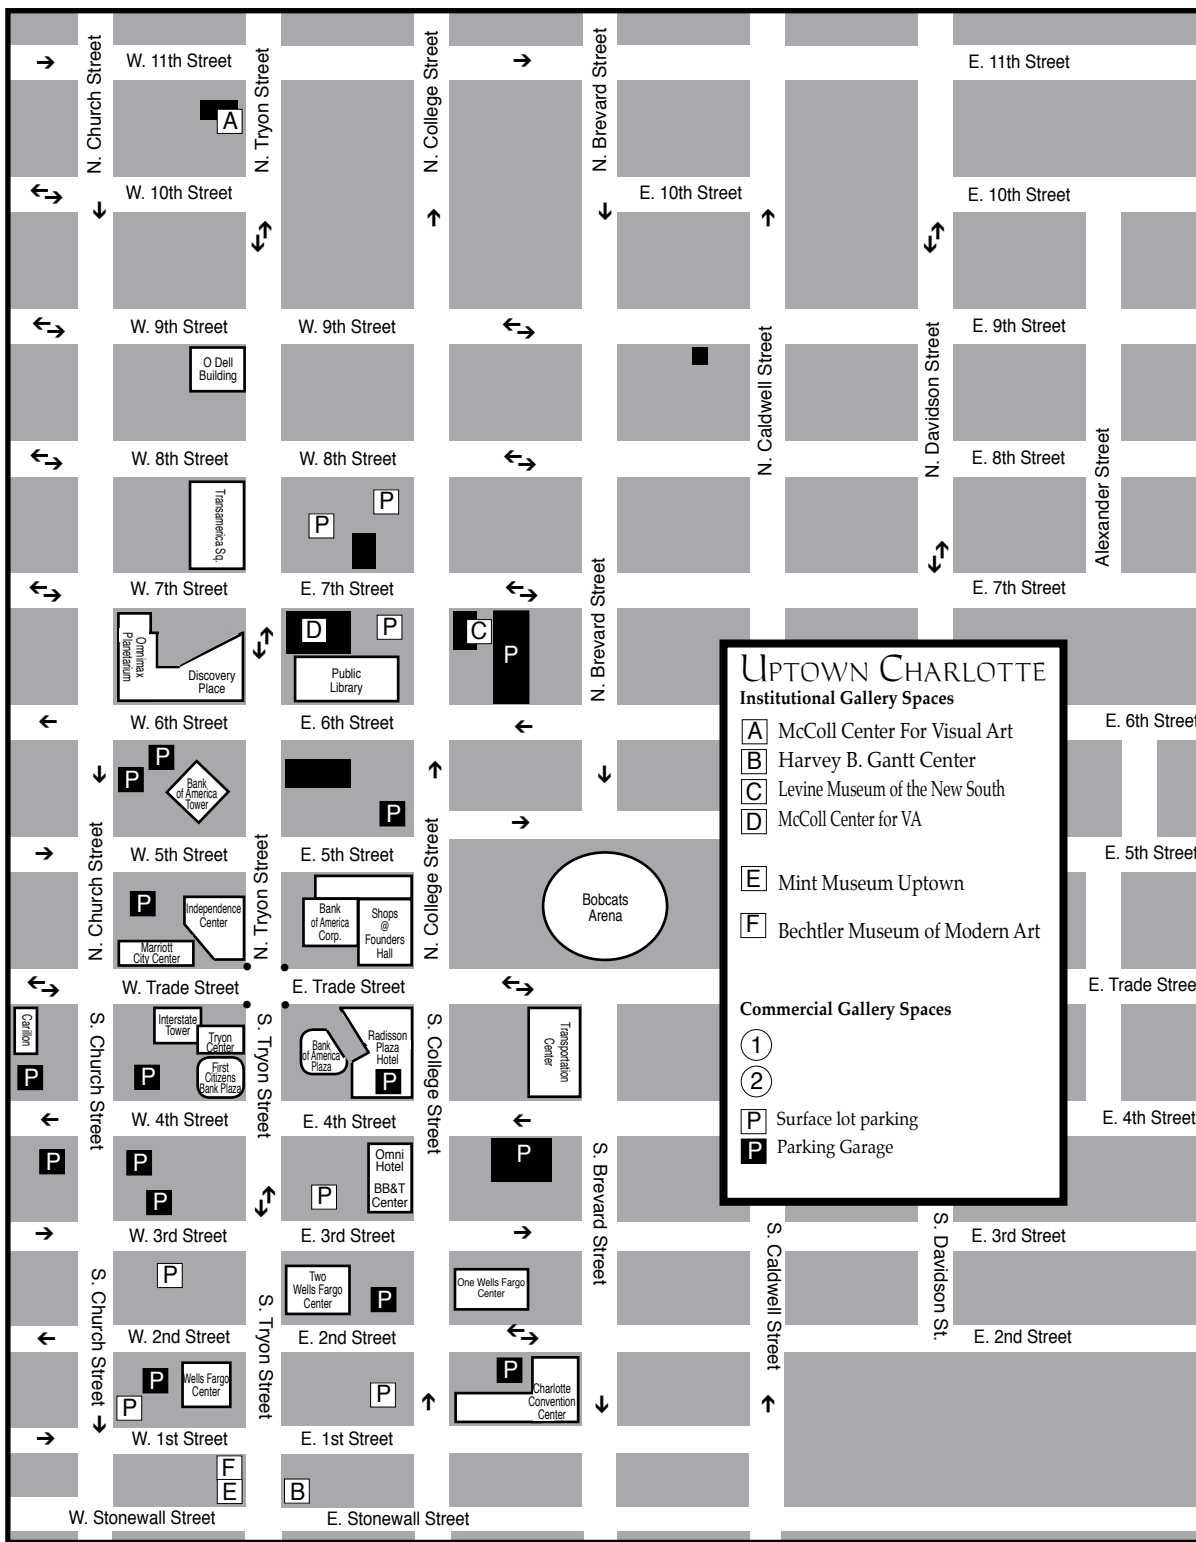 N. Church Street
N. Tryon Street
N. College Street
N. Brevard Street
W. 11th Street
E. 11th Street
A
W. 10th Street
E. 10th Street
E. 10th Street
W. 9th Street
W. 9th Street
E. 9th Street
N. Caldwell Street
N. Davidson Street
O Dell
Building
Alexander Street
W. 8th Street
W. 8th Street
E. 8th Street
Transamerica Sq.
P
P
W. 7th Street
E. 7th Street
E. 7th Street
N. Brevard Street
Omnimax
Planetarium
Discovery
Place
D
P
Public
Library
C
P
W. 6th Street
E. 6th Street
E. 6th Street
P
P
Bank
of America
Tower
P
N. Church Street
N. Tryon Street
N. College Street
W. 5th Street
E. 5th Street
E. 5th Street
P
Independence
Center
Marriott
City Center
Bank
of America
Corp.
Shops
@
Founders
Hall
Bobcats
Arena
W. Trade Street
E. Trade Street
E. Trade Stree
Carillon
P
S. Church Street
Interstate
Tower
Tryon
Center
First
Citizens
Bank Plaza
P
S. Tryon Street
Bank
of America
Plaza
Radisson
Plaza
Hotel
P
S. College Street
Transportation
Center
W. 4th Street
E. 4th Street
E. 4th Street
P
P
P
P
Omni
Hotel
BB&T
Center
P
S. Brevard Street
W. 3rd Street
E. 3rd Street
E. 3rd Street
S. Church Street
P
S. Tryon Street
Two
Wells Fargo
Center
P
One Wells Fargo
Center
S. Caldwell Street
S. Davidson St.
W. 2nd Street
E. 2nd Street
E. 2nd Street
P
P
Wells Fargo
Center
P
P
Charlotte
Convention
Center
W. 1st Street
E. 1st Street
F
E
B
W. Stonewall Street
E. Stonewall Street
UPTOWN CHARLOTTE
Institutional Gallery Spaces
A McColl Center For Visual Art
B Harvey B. Gantt Center
C Levine Museum of the New South
D McColl Center for VA
E Mint Museum Uptown
F Bechtler Museum of Modern Art
Commercial Gallery Spaces
1
2
P Surface lot parking
P Parking Garage